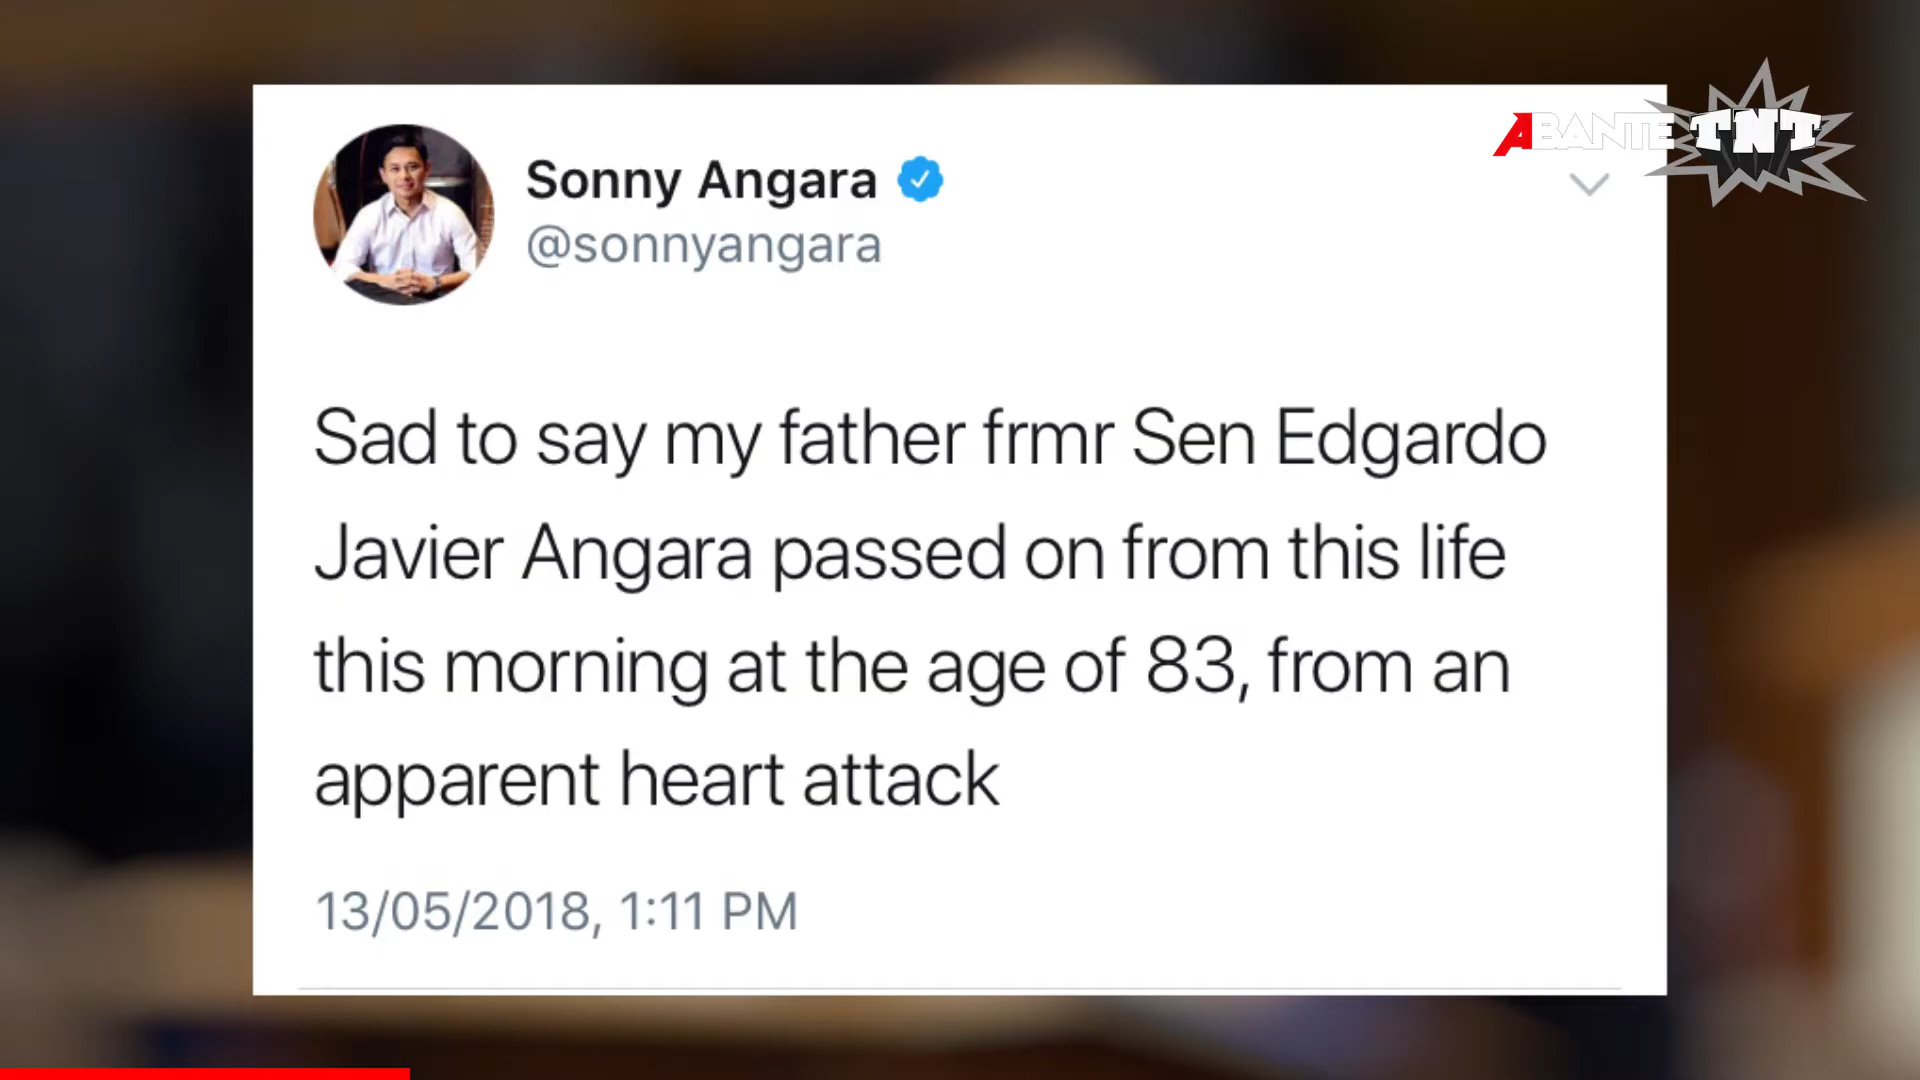 ABANTE TNT
Sonny Angara
@sonnyangara
Sad to say my father frmr Sen Edgardo
Javier Angara passed on from this life
this morning at the age of 83, from an
apparent heart attack
13/05/2018, 1:11 PM